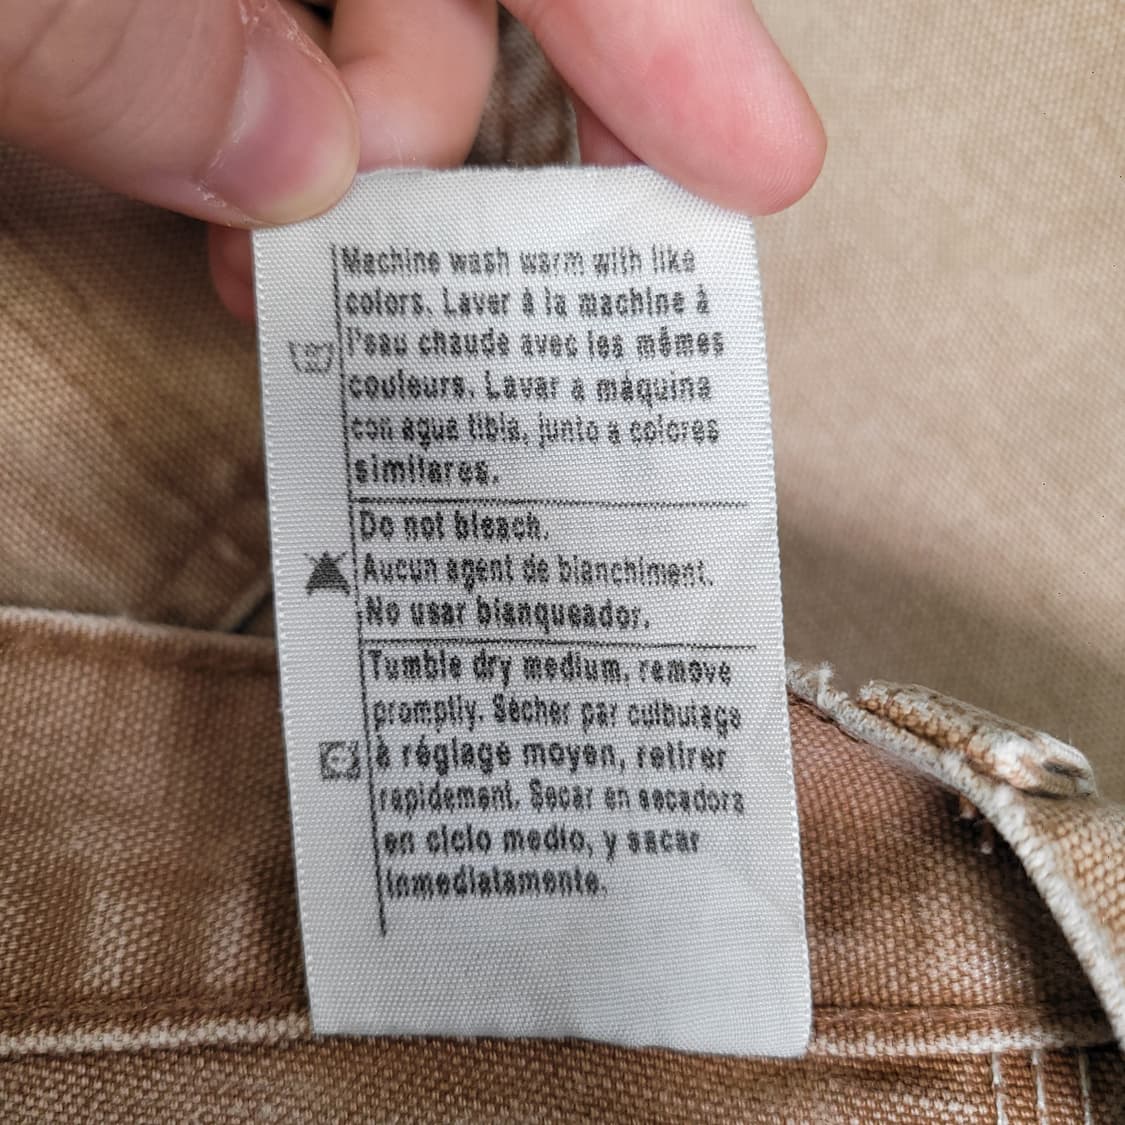 Machine wash warm with like
colors. Laver à la machine à
l'eau chaude avec les mêmes
couleurs. Lavar a máquina
con agua tibia, junto a colores
similares.
Do not bleach.
Aucun agent de blanchiment.
No usar blanqueador.
Tumble dry medium, remove
promptly. Sécher par culbutage
à réglage moyen, retirer
rapidement. Secar en secadora
en ciclo medio, y sacar
inmediatamente.